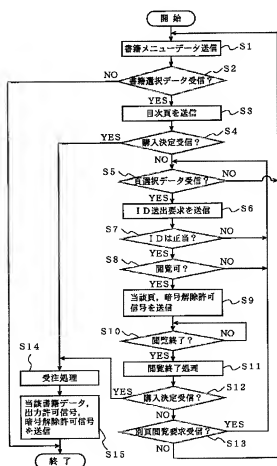 開始
書籍メニューデータ送信
S1
S2
NO
書籍選択データ受信?
YES
目次頁を送信
S3
S4
YES
購入決定受信?
NO
S5
頁選択データ受信?
NO
YES
ID送出要求を送信
S6
S7
IDは正当?
NO
YES
S8
閲覧可?
NO
YES
当該頁,暗号解除許可
信号を送信
S9
S10
閲覧終了?
NO
YES
閲覧終了処理
S11
S12
YES
購入決定受信?
NO
別頁閲覧要求受信?
YES
S13
NO
S14
受注処理
当該書籍データ,
出力許可信号,
暗号解除許可信号
を送信
S15
終了